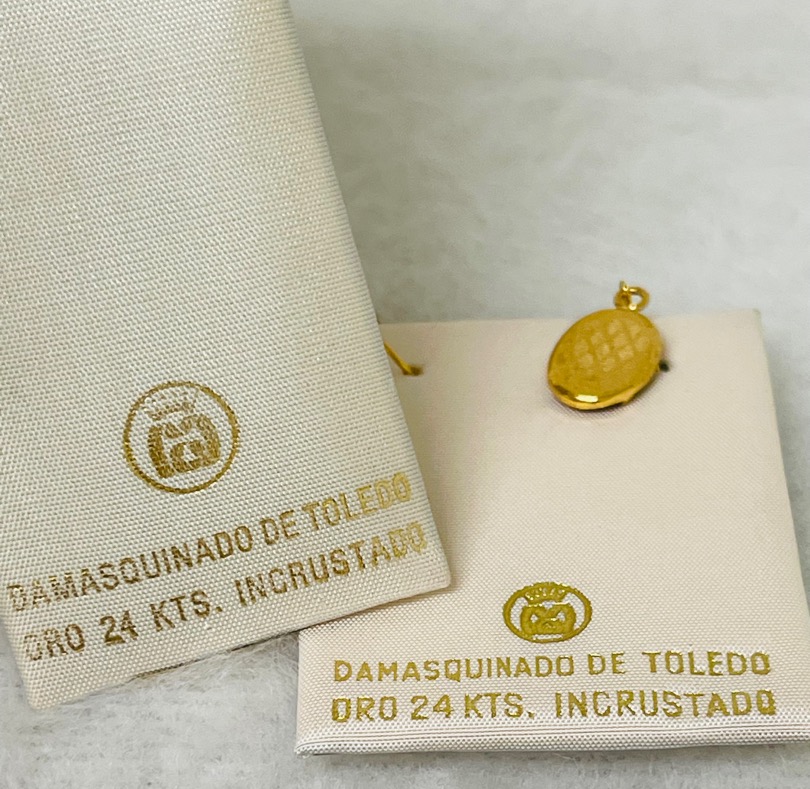 DAMASQUINADO DE TOLEDO
ORO 24 KTS. INCRUSTADO
DAMASQUINADO DE TOLEDO
ORO 24 KTS. INCRUSTADO